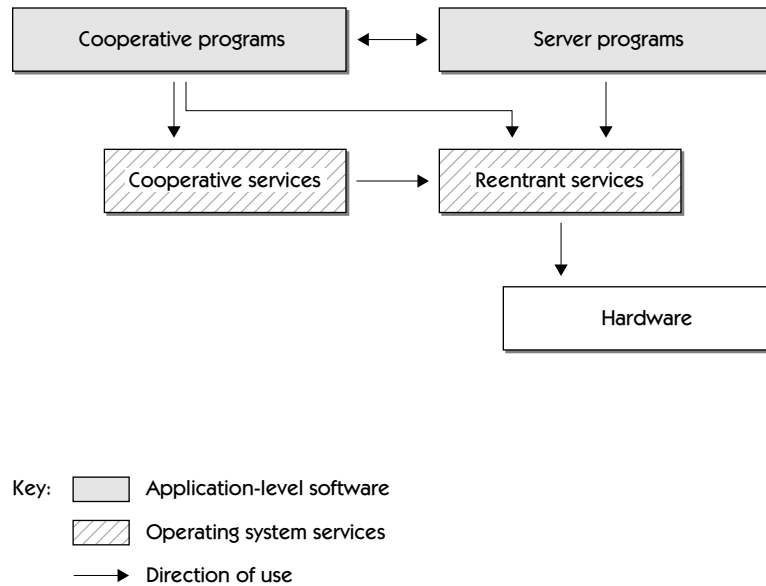 Cooperative programs
Server programs
Cooperative services
Reentrant services
Hardware
Key:
Application-level software
Operating system services
Direction of use